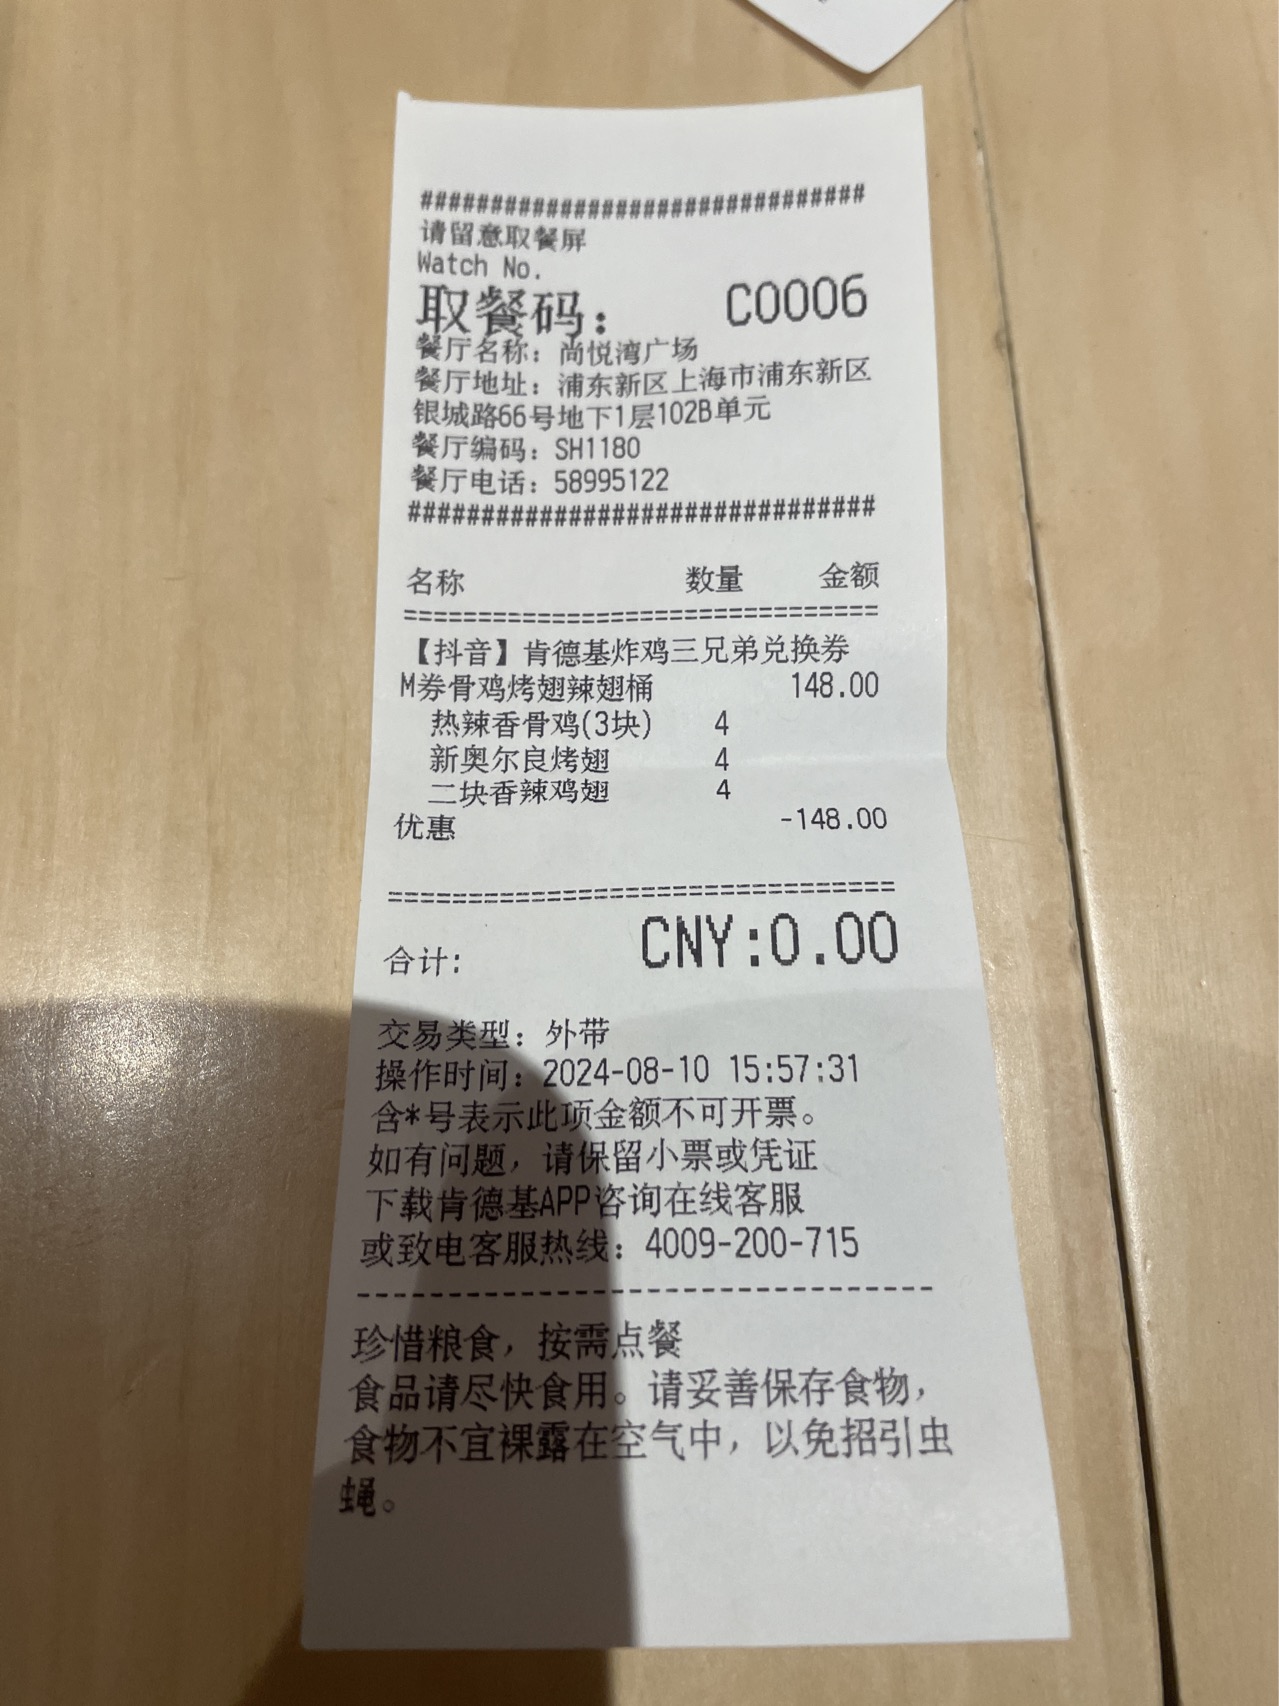 ################################
请留意取餐屏
Watch No.
取餐码： C0006
餐厅名称：尚悦湾广场
餐厅地址：浦东新区上海市浦东新区
银城路66号地下1层102B单元
餐厅编码：SH1180
餐厅电话：58995122
################################
名称 数量 金额
================================
【抖音】肯德基炸鸡三兄弟兑换券
M券骨鸡烤翅辣翅桶 148.00
热辣香骨鸡(3块) 4
新奥尔良烤翅 4
二块香辣鸡翅 4
优惠 -148.00
================================
合计: CNY:0.00
交易类型：外带
操作时间：2024-08-10 15:57:31
含*号表示此项金额不可开票。
如有问题，请保留小票或凭证
下载肯德基APP咨询在线客服
或致电客服热线：4009-200-715
--------------------------------
珍惜粮食，按需点餐
食品请尽快食用。请妥善保存食物，
食物不宜裸露在空气中，以免招引虫
蝇。